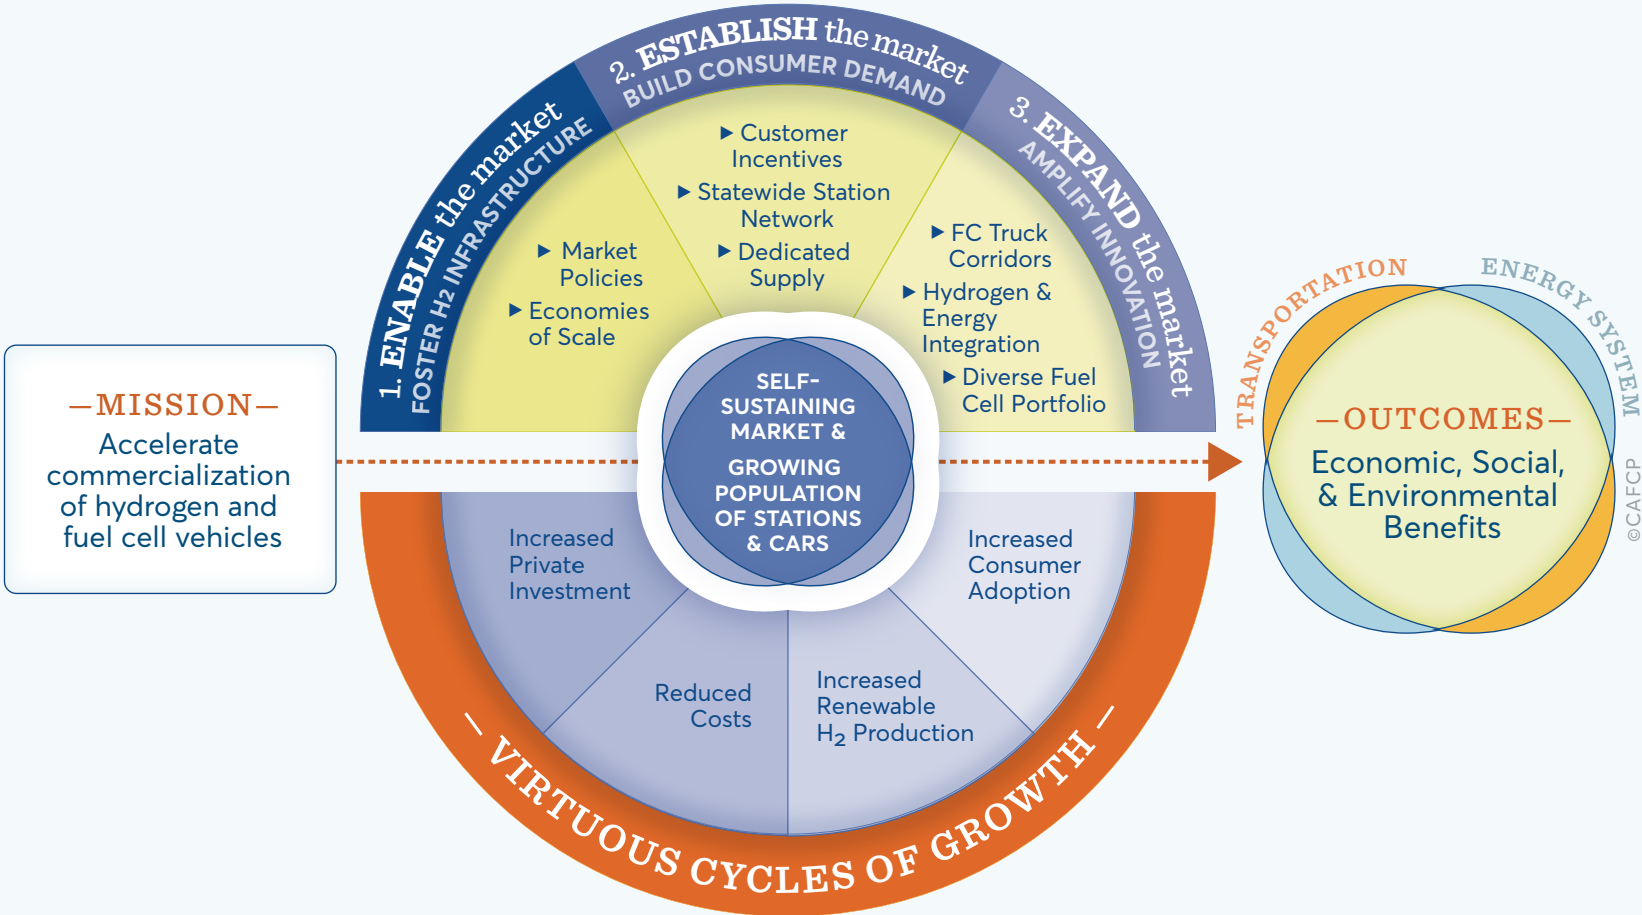 —MISSION—
Accelerate
commercialization
of hydrogen and
fuel cell vehicles
1. ENABLE the market
FOSTER H2 INFRASTRUCTURE
▶ Market
Policies
▶ Economies
of Scale
2. ESTABLISH the market
BUILD CONSUMER DEMAND
▶ Customer
Incentives
▶ Statewide Station
Network
▶ Dedicated
Supply
3. EXPAND the market
AMPLIFY INNOVATION
▶ FC Truck
Corridors
▶ Hydrogen &
Energy
Integration
▶ Diverse Fuel
Cell Portfolio
SELF-
SUSTAINING
MARKET &
GROWING
POPULATION
OF STATIONS
& CARS
Increased
Private
Investment
Reduced
Costs
Increased
Renewable
H₂ Production
Increased
Consumer
Adoption
— VIRTUOUS CYCLES OF GROWTH —
TRANSPORTATION
ENERGY SYSTEM
—OUTCOMES—
Economic, Social,
& Environmental
Benefits
©CAFCP